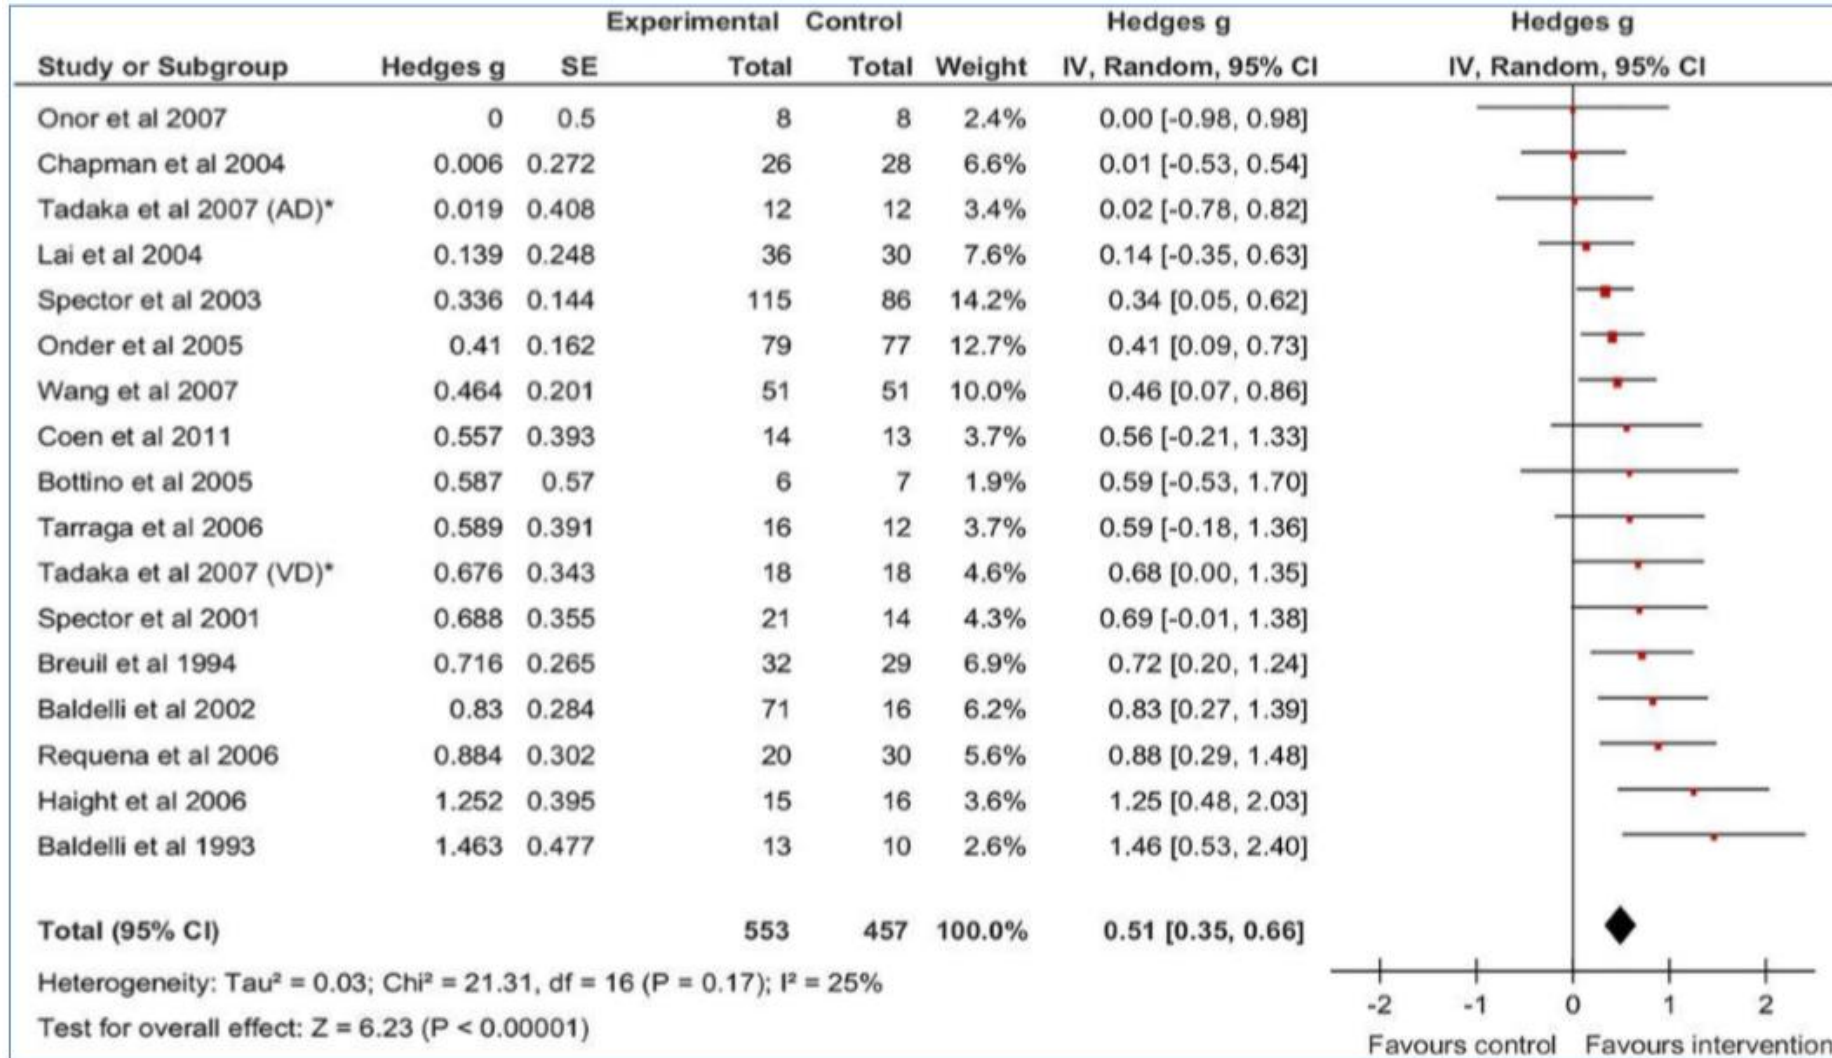 Experimental Control Hedges g Hedges g
Study or Subgroup Hedges g SE Total Total Weight IV, Random, 95% CI IV, Random, 95% CI
Onor et al 2007 0 0.5 8 8 2.4% 0.00 [-0.98, 0.98]
Chapman et al 2004 0.006 0.272 26 28 6.6% 0.01 [-0.53, 0.54]
Tadaka et al 2007 (AD)* 0.019 0.408 12 12 3.4% 0.02 [-0.78, 0.82]
Lai et al 2004 0.139 0.248 36 30 7.6% 0.14 [-0.35, 0.63]
Spector et al 2003 0.336 0.144 115 86 14.2% 0.34 [0.05, 0.62]
Onder et al 2005 0.41 0.162 79 77 12.7% 0.41 [0.09, 0.73]
Wang et al 2007 0.464 0.201 51 51 10.0% 0.46 [0.07, 0.86]
Coen et al 2011 0.557 0.393 14 13 3.7% 0.56 [-0.21, 1.33]
Bottino et al 2005 0.587 0.57 6 7 1.9% 0.59 [-0.53, 1.70]
Tarraga et al 2006 0.589 0.391 16 12 3.7% 0.59 [-0.18, 1.36]
Tadaka et al 2007 (VD)* 0.676 0.343 18 18 4.6% 0.68 [0.00, 1.35]
Spector et al 2001 0.688 0.355 21 14 4.3% 0.69 [-0.01, 1.38]
Breuil et al 1994 0.716 0.265 32 29 6.9% 0.72 [0.20, 1.24]
Baldelli et al 2002 0.83 0.284 71 16 6.2% 0.83 [0.27, 1.39]
Requena et al 2006 0.884 0.302 20 30 5.6% 0.88 [0.29, 1.48]
Haight et al 2006 1.252 0.395 15 16 3.6% 1.25 [0.48, 2.03]
Baldelli et al 1993 1.463 0.477 13 10 2.6% 1.46 [0.53, 2.40]
Total (95% CI) 553 457 100.0% 0.51 [0.35, 0.66]
Heterogeneity: Tau² = 0.03; Chi² = 21.31, df = 16 (P = 0.17); I² = 25%
Test for overall effect: Z = 6.23 (P < 0.00001)
-2 -1 0 1 2
Favours control Favours intervention